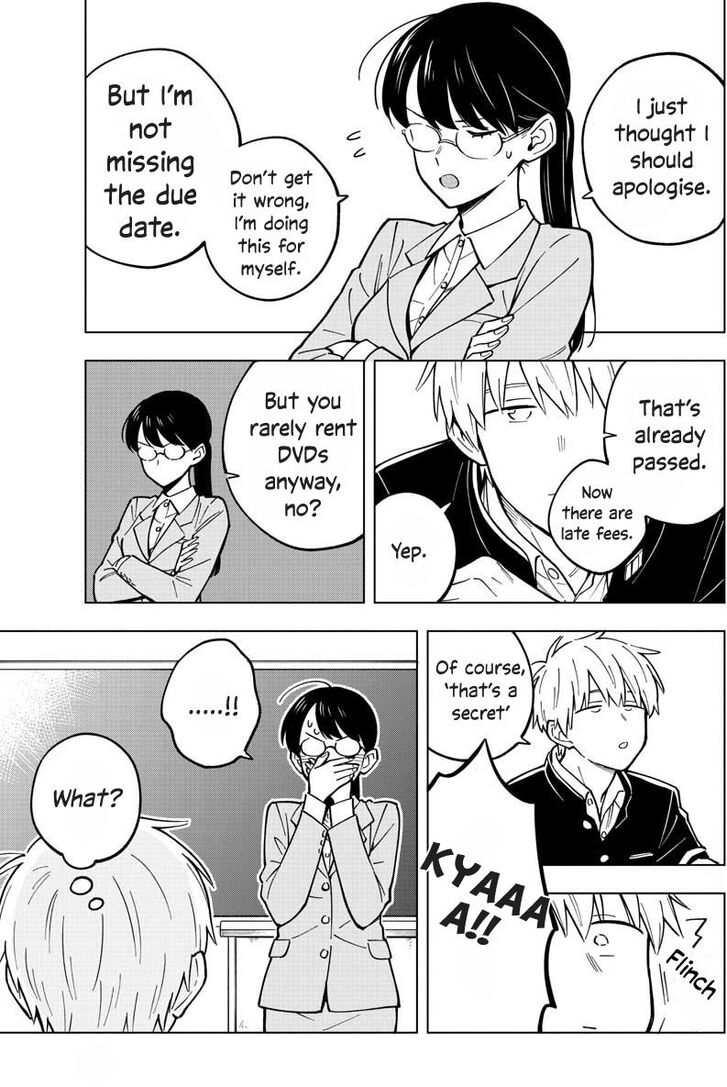 I just
thought I
should
apologise.
Don't get
it wrong,
I'm doing
this for
myself.
But I'm
not
missing
the due
date.
That's
already
passed.
Now
there are
late fees.
Yep.
But you
rarely rent
DVDs
anyway,
no?
Of course,
'that's a
secret'
KYAAA
A!!
Flinch
.....!!
What?